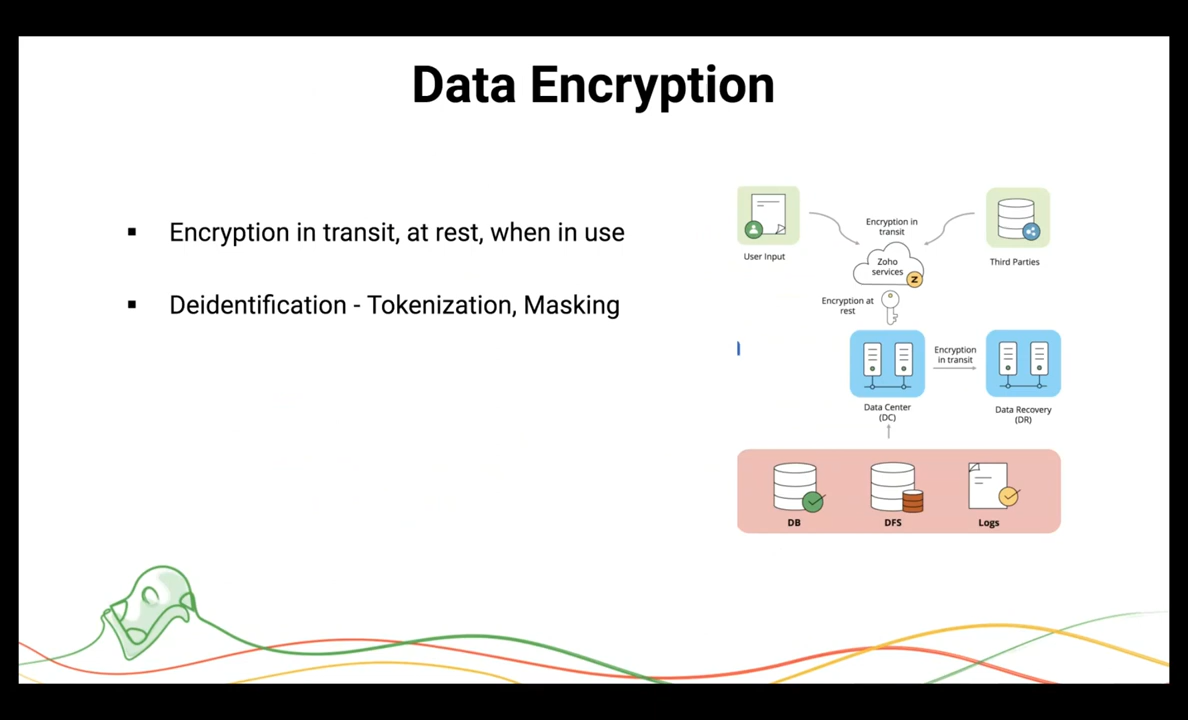 Data Encryption
▪ Encryption in transit, at rest, when in use
▪ Deidentification - Tokenization, Masking
Encryption in
transit
User Input
Zoho
services
Z
Third Parties
Encryption at
rest
Encryption
in transit
Data Center
(DC)
Data Recovery
(DR)
DB
DFS
Logs